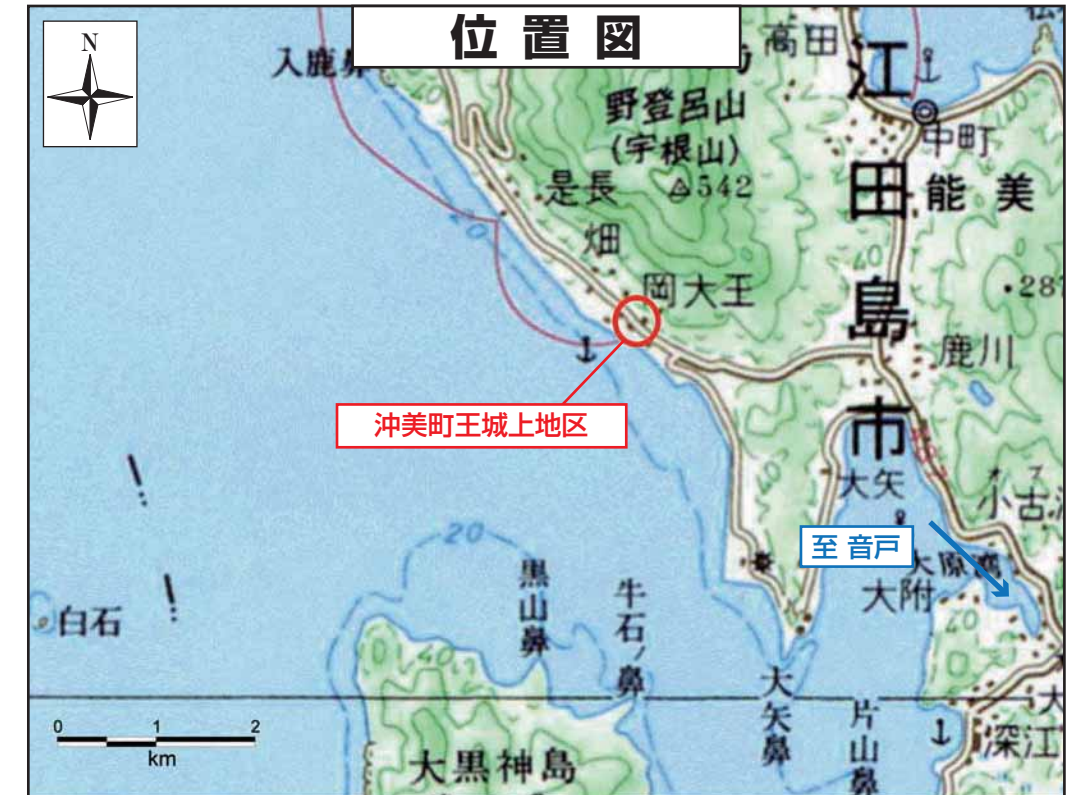 位置図
N
入鹿鼻
高田
江田島市
野登呂山
(宇根山)
542
中町
能美
是長
畑
岡大王
287
鹿川
沖美町王城上地区
40
大矢
小古江
至 音戸
大原湾
大附
20
黒山鼻
牛石ノ鼻
白石
大矢鼻
片山鼻
深江
大黒神島
0 1 2
km